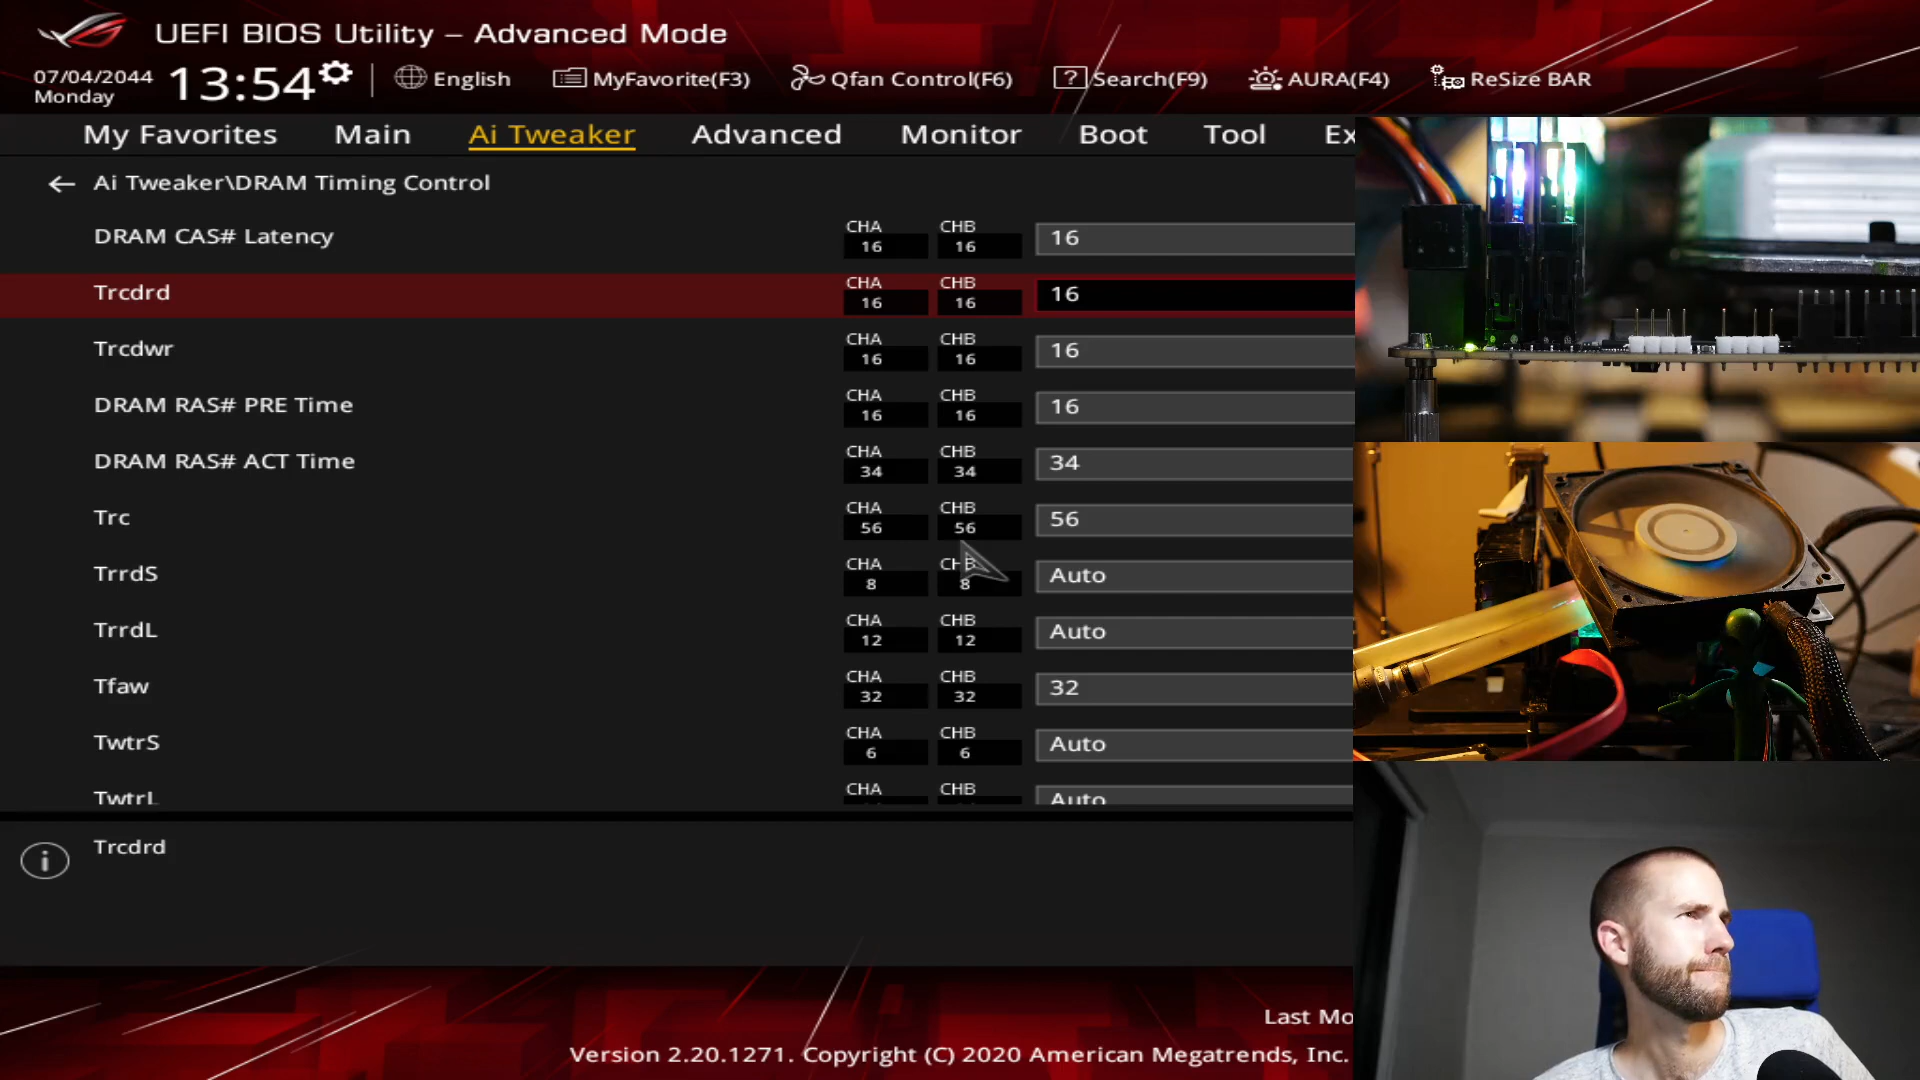 UEFI BIOS Utility – Advanced Mode
07/04/2044
Monday
13:54
English
MyFavorite(F3)
Qfan Control(F6)
? Search(F9)
AURA(F4)
ReSize BAR
My Favorites
Main
Ai Tweaker
Advanced
Monitor
Boot
Tool
Ex
← Ai Tweaker\DRAM Timing Control
DRAM CAS# Latency CHA 16 CHB 16 16
Trcdrd CHA 16 CHB 16 16
Trcdwr CHA 16 CHB 16 16
DRAM RAS# PRE Time CHA 16 CHB 16 16
DRAM RAS# ACT Time CHA 34 CHB 34 34
Trc CHA 56 CHB 56 56
TrrdS CHA 8 CHB 8 Auto
TrrdL CHA 12 CHB 12 Auto
Tfaw CHA 32 CHB 32 32
TwtrS CHA 6 CHB 6 Auto
TwtrL CHA CHB Auto
i Trcdrd
Last Mo
Version 2.20.1271. Copyright (C) 2020 American Megatrends, Inc.